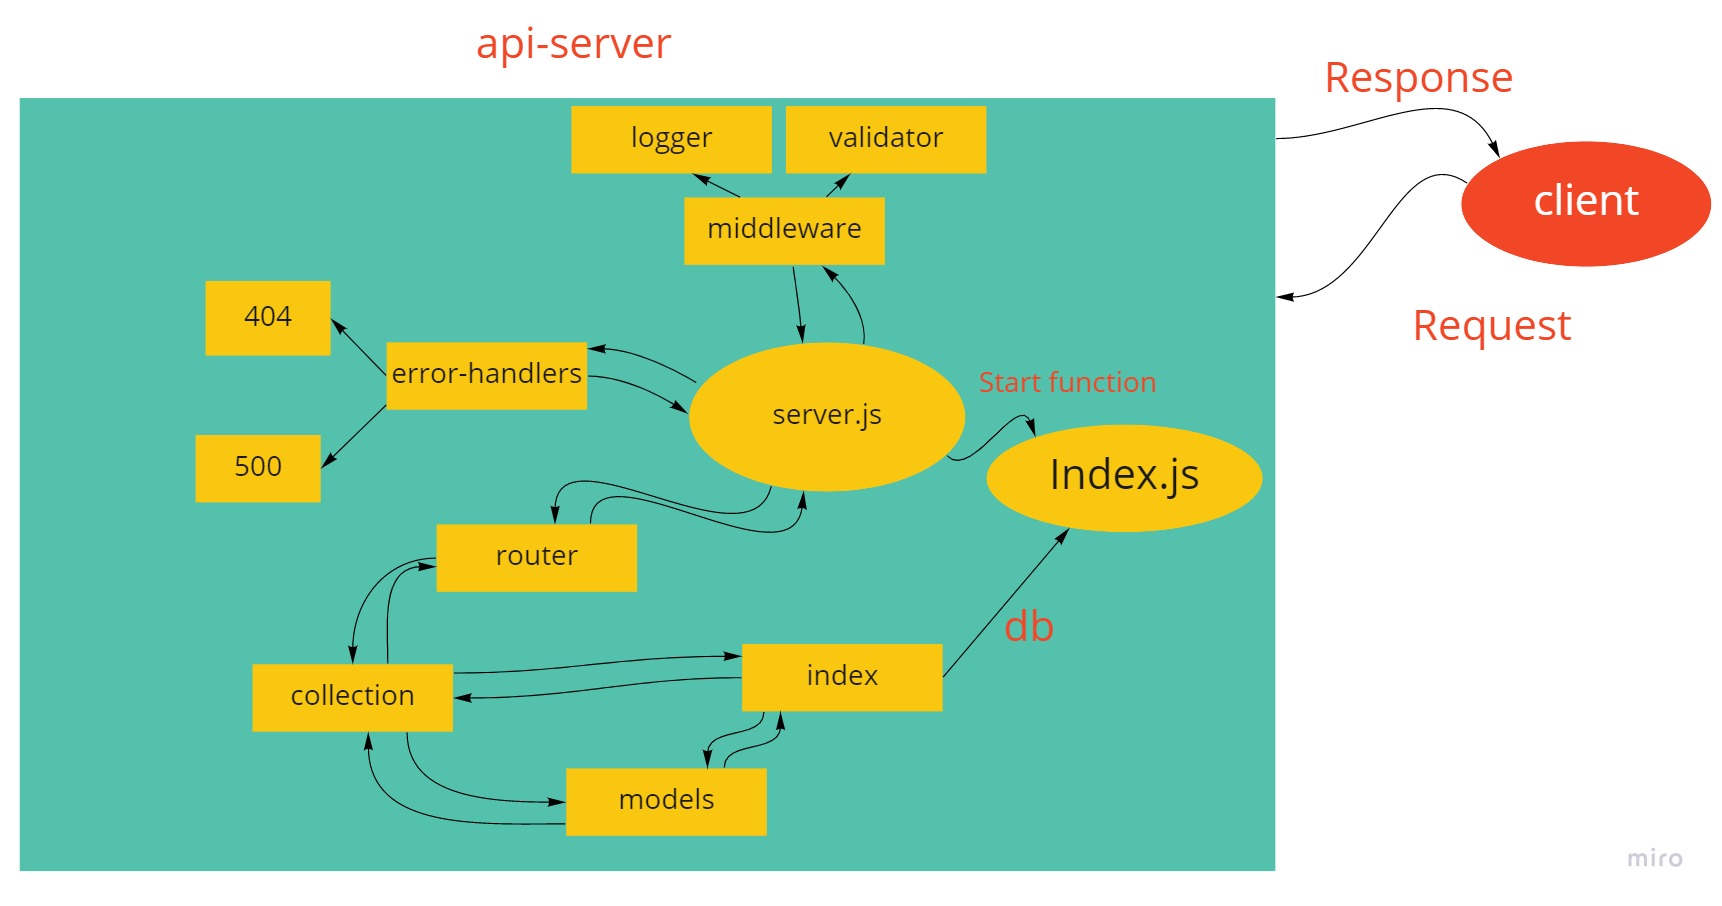 api-server
Response
logger
validator
client
middleware
404
Request
error-handlers
Start function
server.js
500
Index.js
router
db
index
collection
models
miro